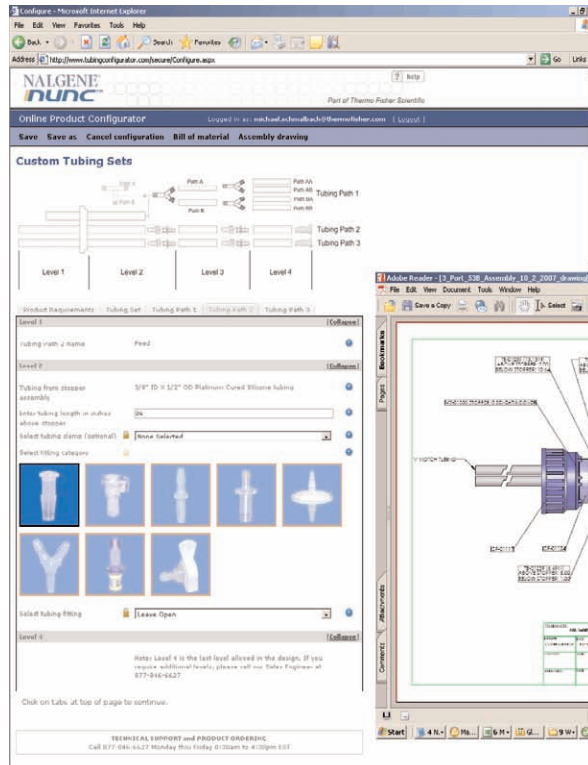 Configure - Microsoft Internet Explorer
File Edit View Favorites Tools Help
Back Search Favorites
Address http://www.tubingconfigurator.com/secure/Configure.aspx Go Links
NALGENE
nunc
? Help
Part of Thermo Fisher Scientific
Online Product Configurator Logged in as: michael.schmalbach@thermofisher.com [ Logout ]
Save Save as Cancel configuration Bill of material Assembly drawing
Custom Tubing Sets
Path A Path A Path AA
Path AB Tubing Path 1
or Path B Path B Path BA
Path BB
Tubing Path 2
Tubing Path 3
Level 1 Level 2 Level 3 Level 4
Product Requirements Tubing Set Tubing Path 1 Tubing Path 2 Tubing Path 3
Level 1 [Collapse]
Tubing Path 2 name Feed
Level 2 [Collapse]
Tubing from stopper assembly 3/8" ID X 1/2" OD Platinum Cured Silicone tubing
Enter tubing length in inches above stopper
Select tubing clamp (optional) None Selected
Select fitting category
Select tubing fitting Leave Open
[Collapse]
Note: Level 4 is the last level allowed in the design. If you
require additional levels, please call our Sales Engineer at
877-846-6627
Click on tabs at top of page to continue.
TECHNICAL SUPPORT and PRODUCT ORDERING
Call 877-846-6627 Monday thru Friday 8:30am to 4:30pm EST
Adobe Reader - [3_Port_53B_Assembly_10_2_2007_drawing
File Edit View Document Tools Window Help
Save a Copy Select
Bookmarks
Pages
Attachments
Comments
ABOVE STOPPER
BELOW STOPPER
Start